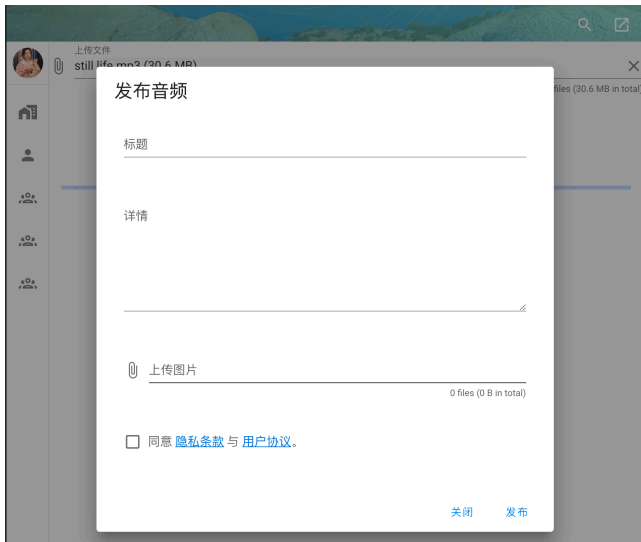 上传文件
still life.mp3 (30.6 MB)
files (30.6 MB in total)
发布音频
标题
详情
上传图片
0 files (0 B in total)
同意 隐私条款 与 用户协议。
关闭
发布